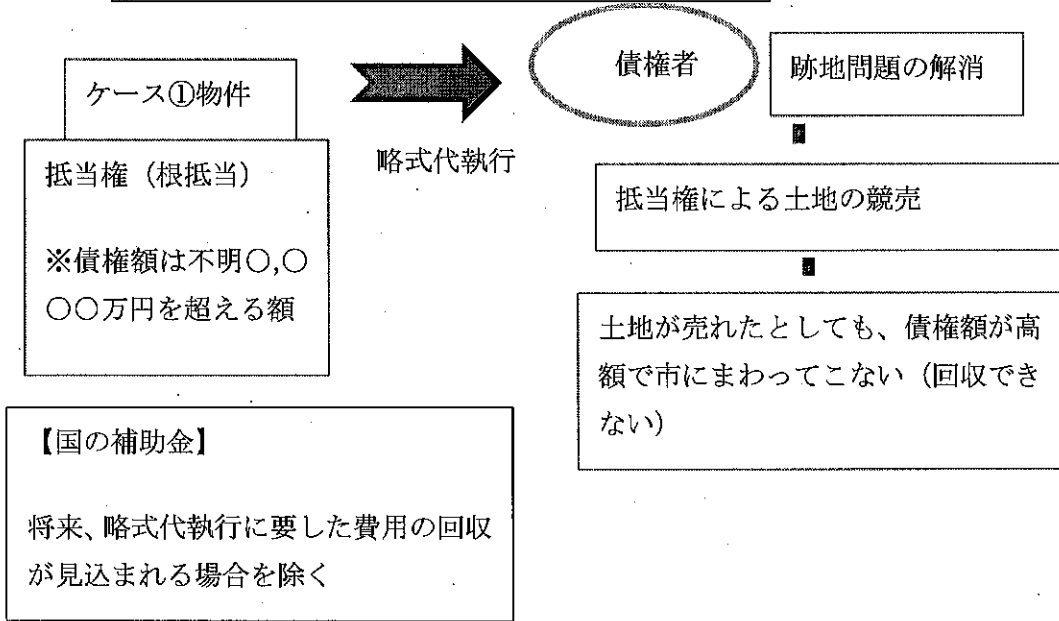 ケース①物件
抵当権（根抵当）
※債権額は不明〇,〇
〇〇万円を超える額
略式代執行
債権者
跡地問題の解消
抵当権による土地の競売
土地が売れたとしても、債権額が高
額で市にまわってこない（回収でき
ない）
【国の補助金】
将来、略式代執行に要した費用の回収
が見込まれる場合を除く